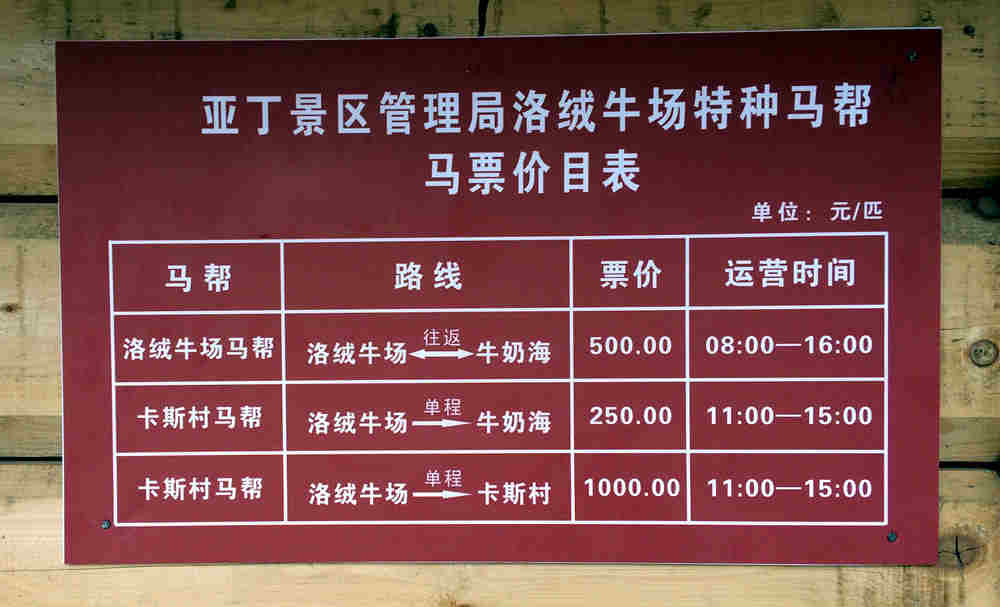 亚丁景区管理局洛绒牛场特种马帮
马票价目表
单位：元/匹
马帮 路线 票价 运营时间
洛绒牛场马帮 洛绒牛场 往返 牛奶海 500.00 08:00—16:00
卡斯村马帮 洛绒牛场 单程 牛奶海 250.00 11:00—15:00
卡斯村马帮 洛绒牛场 单程 卡斯村 1000.00 11:00—15:00